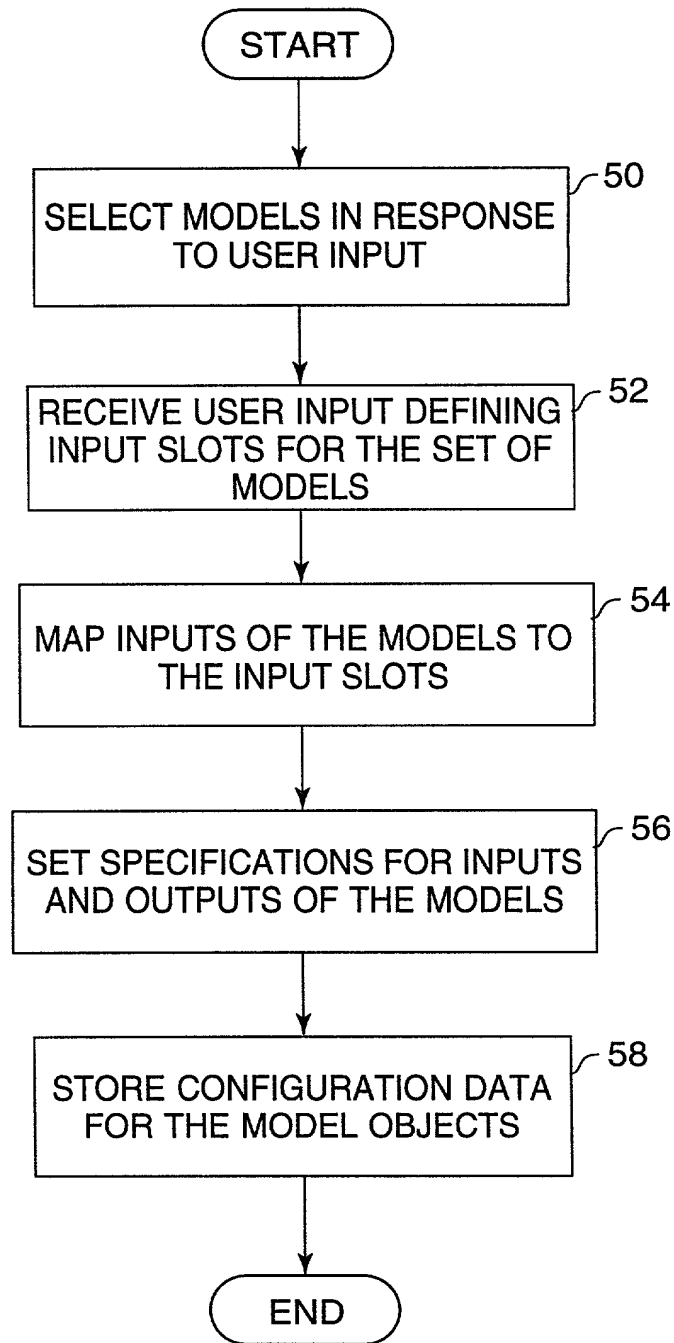 START
50
SELECT MODELS IN RESPONSE
TO USER INPUT
52
RECEIVE USER INPUT DEFINING
INPUT SLOTS FOR THE SET OF
MODELS
54
MAP INPUTS OF THE MODELS TO
THE INPUT SLOTS
56
SET SPECIFICATIONS FOR INPUTS
AND OUTPUTS OF THE MODELS
58
STORE CONFIGURATION DATA
FOR THE MODEL OBJECTS
END